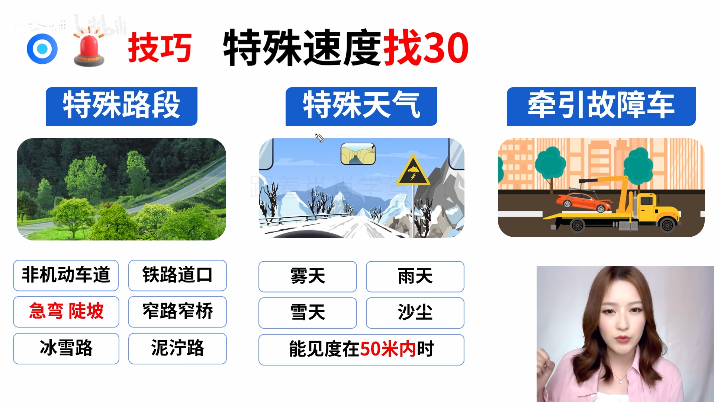 bilibili
技巧 特殊速度找30
特殊路段
特殊天气
牵引故障车
非机动车道
铁路道口
急弯 陡坡
窄路窄桥
冰雪路
泥泞路
雾天
雨天
雪天
沙尘
能见度在50米内时